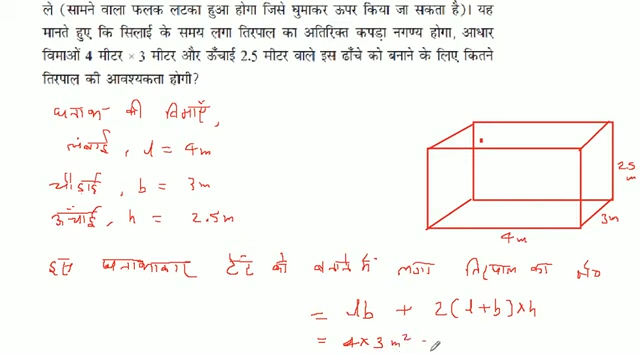 ले (सामने वाला फलक लटका हुआ होगा जिसे घुमाकर ऊपर किया जा सकता है)। यह
मानते हुए कि सिलाई के समय लगा तिरपाल का अतिरिक्त कपड़ा नगण्य होगा, आधार
विमाओं 4 मीटर × 3 मीटर और ऊँचाई 2.5 मीटर वाले इस ढाँचे को बनाने के लिए कितने
तिरपाल की आवश्यकता होगी?
घनाभ की विमाएँ,
लंबाई, l = 4m
चौड़ाई, b = 3m
ऊँचाई, h = 2.5m
2.5
m
3m
4m
इस घनाभाकार टेंट को बनाने में लगा तिरपाल का क्षे०
= lb + 2(l+b)×h
= 4×3 m² -